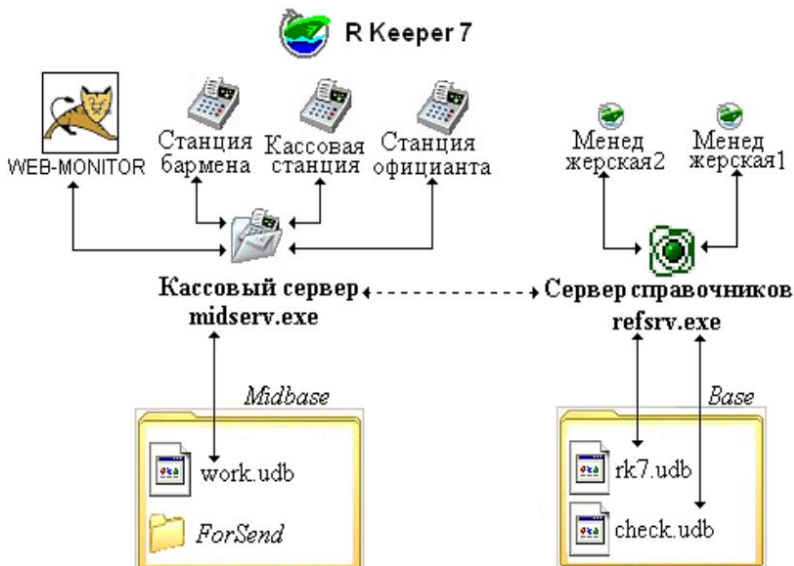 R Keeper 7
WEB-MONITOR
Станция
бармена
Кассовая
станция
Станция
официанта
Менед
жерская2
Менед
жерская1
Кассовый сервер
midserv.exe
Сервер справочников
refsrv.exe
Midbase
work.udb
ForSend
Base
rk7.udb
check.udb